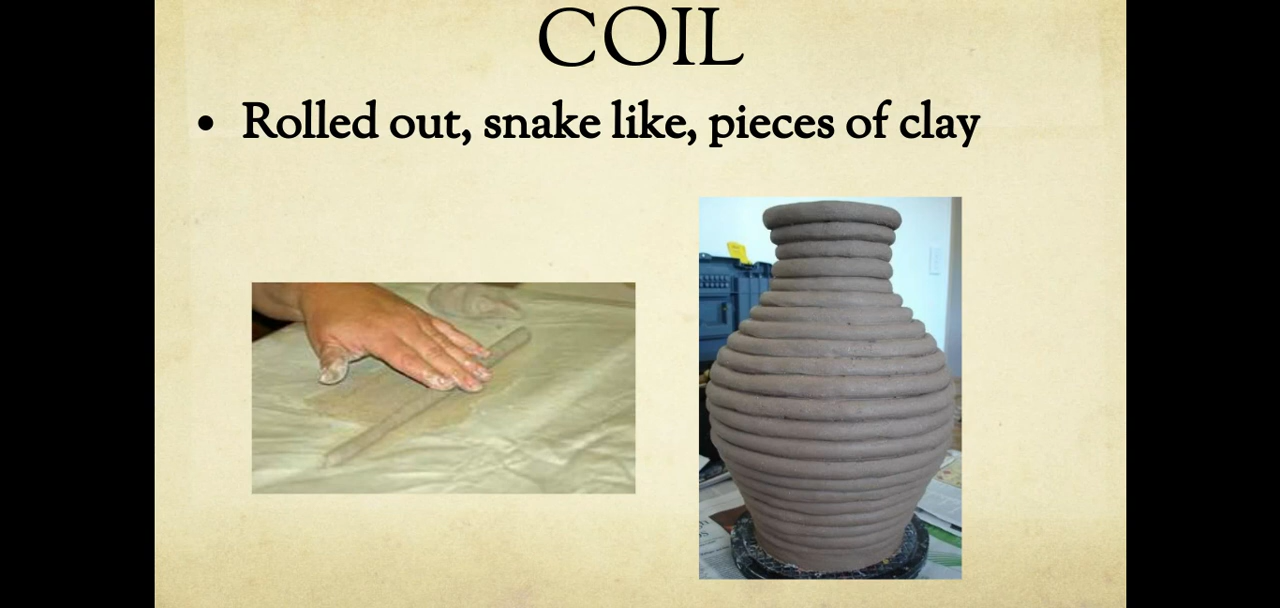 COIL
• Rolled out, snake like, pieces of clay